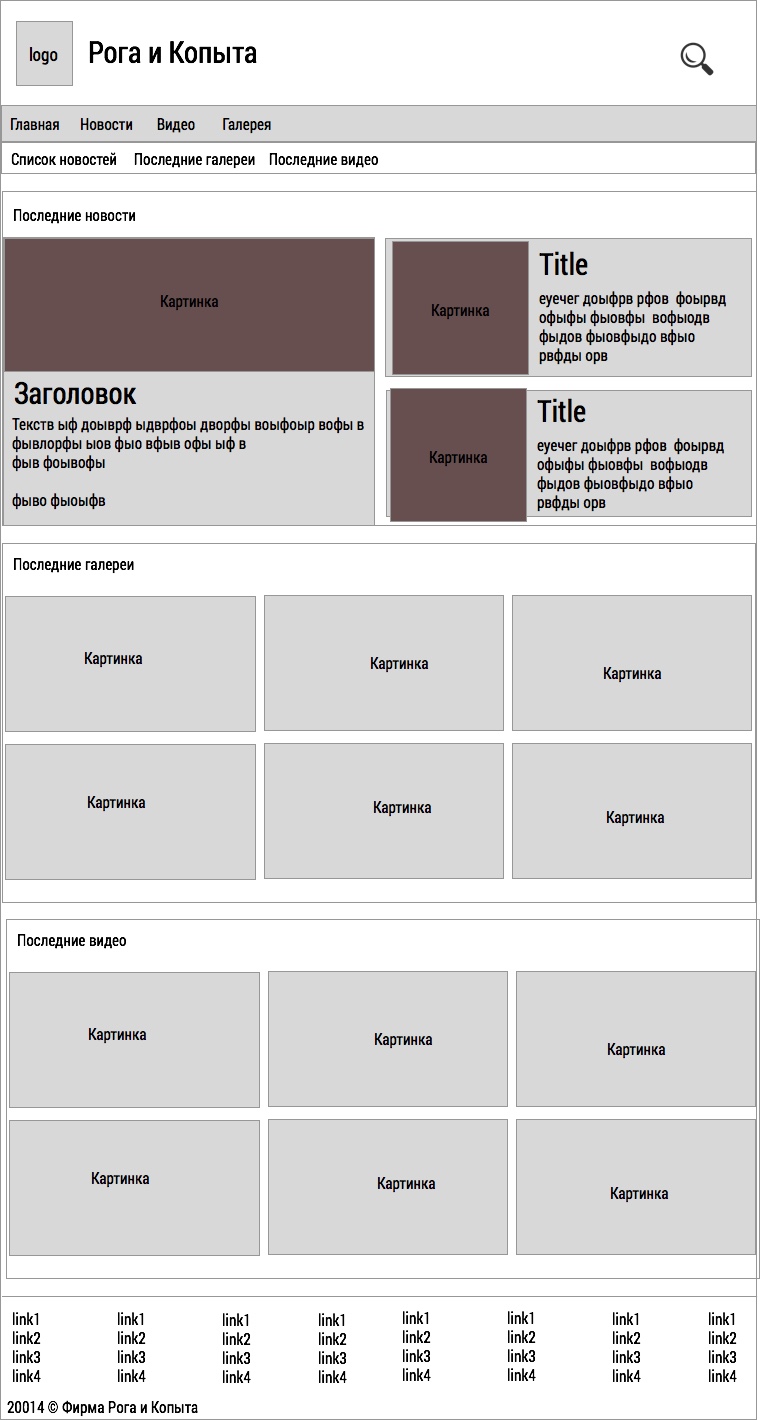 logo
Рога и Копыта
Главная Новости Видео Галерея
Список новостей Последние галереи Последние видео
Последние новости
Картинка
Заголовок
Текств ыф доыврф ыдврфоы дворфы воыфоыр вофы в
фывлорфы ыов фыо вфыв офы ыф в
фыв фоывофы
фыво фыоыфв
Картинка
Title
еуечег доыфрв рфов фоырвд
офыфы фыовфы вофыодв
фыдов фыовфыдо вфыо
рвфды орв
Картинка
Title
еуечег доыфрв рфов фоырвд
офыфы фыовфы вофыодв
фыдов фыовфыдо вфыо
рвфды орв
Последние галереи
Картинка Картинка Картинка
Картинка Картинка Картинка
Последние видео
Картинка Картинка Картинка
Картинка Картинка Картинка
link1 link1 link1 link1 link1 link1 link1 link1
link2 link2 link2 link2 link2 link2 link2 link2
link3 link3 link3 link3 link3 link3 link3 link3
link4 link4 link4 link4 link4 link4 link4 link4
20014 © Фирма Рога и Копыта